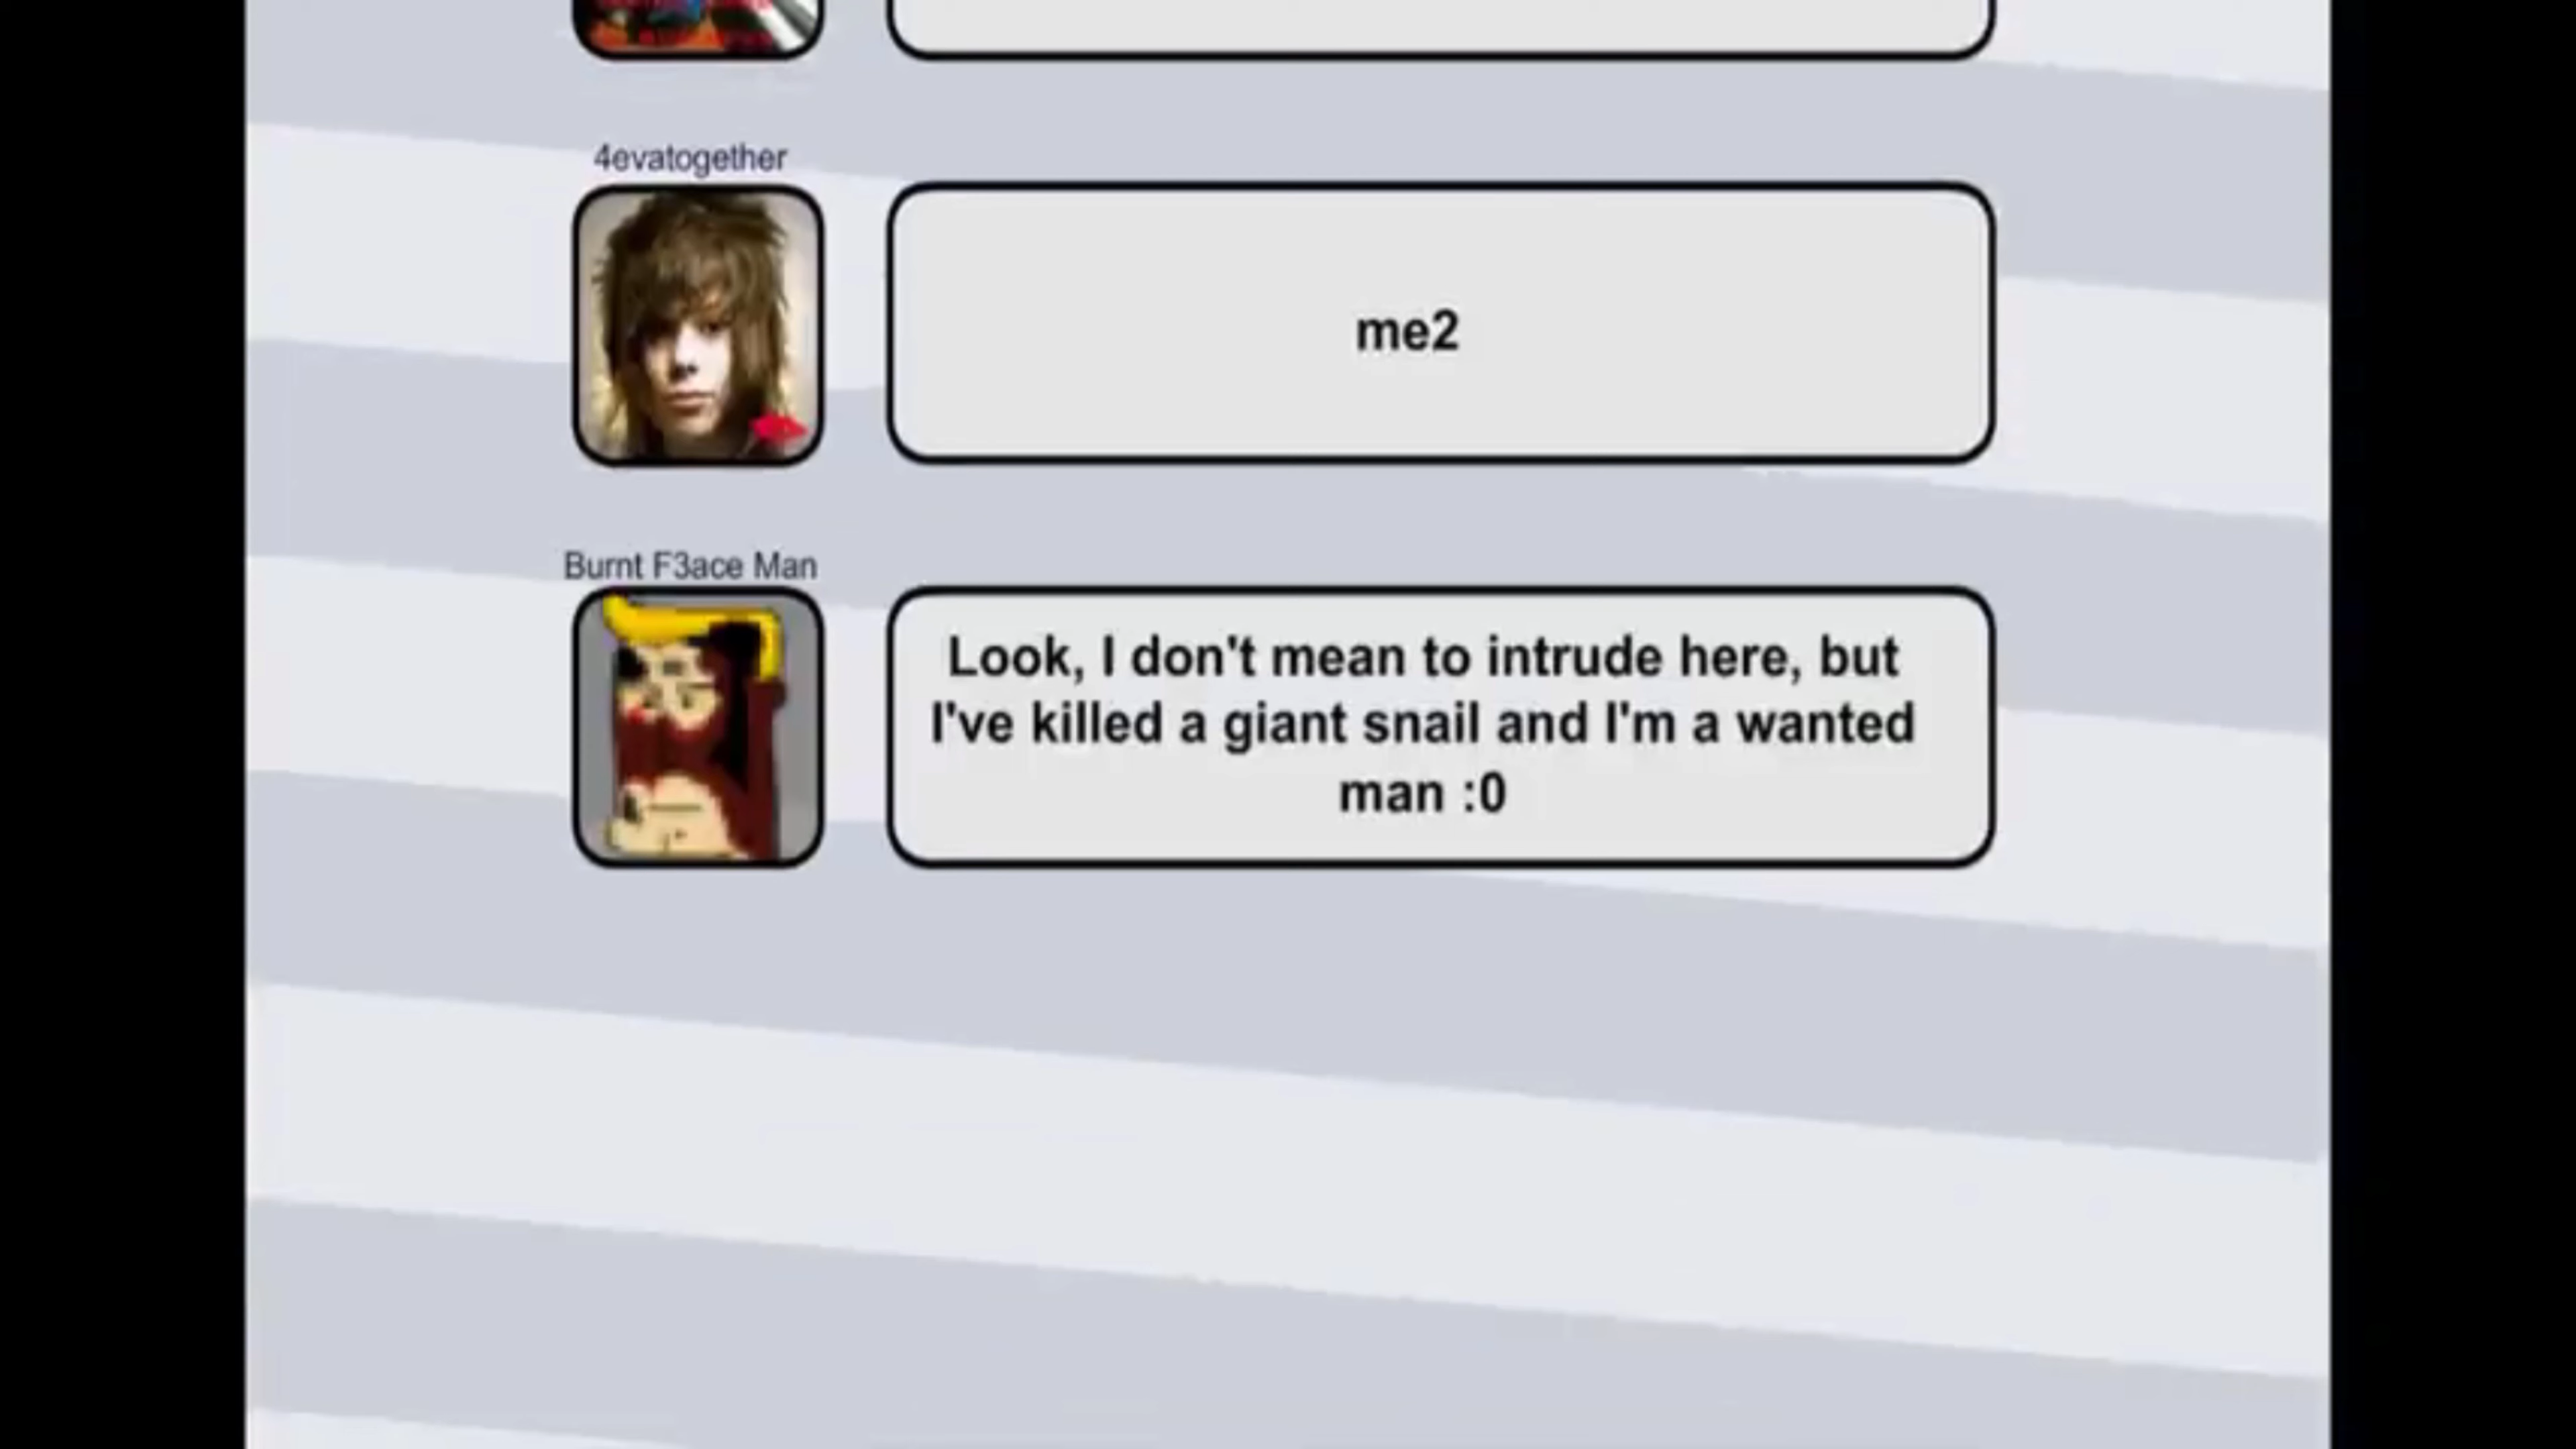 4evatogether
me2
Burnt F3ace Man
Look, I don't mean to intrude here, but
I've killed a giant snail and I'm a wanted
man :0